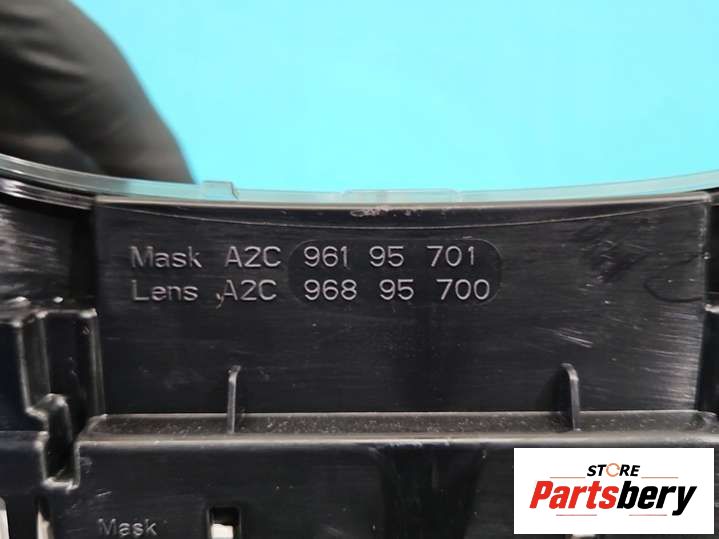 Mask A2C 961 95 701
Lens A2C 968 95 700
Mask
STORE
Partsbery